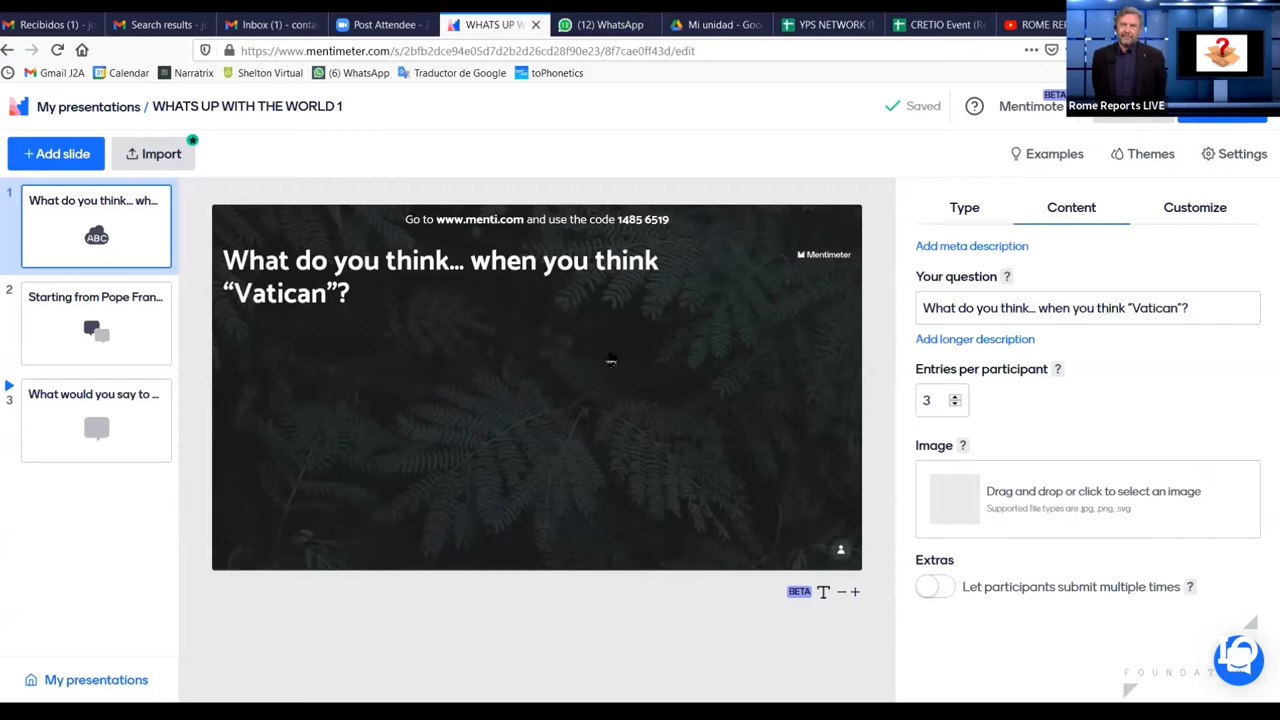 Recibidos (1) - j
Search results - j
Inbox (1) - conta
Post Attendee - Z
WHATS UP W
(12) WhatsApp
Mi unidad - Goo
YPS NETWORK (
CRETIO Event (Re
ROME REPO
https://www.mentimeter.com/s/2bfb2dce94e05d7d2b2d26cd28f90e23/8f7cae0ff43d/edit
Gmail J2A
Calendar
Narratrix
Shelton Virtual
(6) WhatsApp
Traductor de Google
toPhonetics
?
Rome Reports LIVE
My presentations / WHATS UP WITH THE WORLD 1
Saved
?
BETA
Mentimote
+ Add slide
Import
Examples
Themes
Settings
1
What do you think... wh...
ABC
2
Starting from Pope Fran...
3
What would you say to ...
My presentations
Go to www.menti.com and use the code 1485 6519
What do you think... when you think
“Vatican”?
Mentimeter
BETA T − +
Type
Content
Customize
Add meta description
Your question ?
What do you think... when you think “Vatican”?
Add longer description
Entries per participant ?
3
Image ?
Drag and drop or click to select an image
Supported file types are .jpg, .png, .svg
Extras
Let participants submit multiple times ?
FOUNDAT